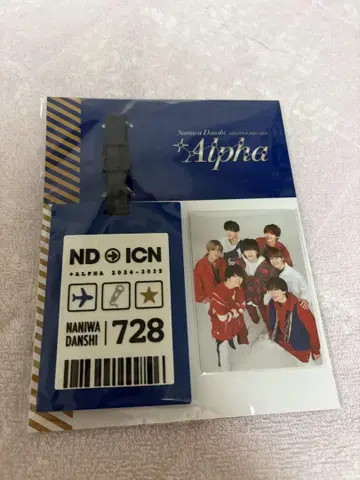 Naniwa Danshi
+Alpha
ND → ICN
+ALPHA 2024-2025
NANIWA
DANSHI
728